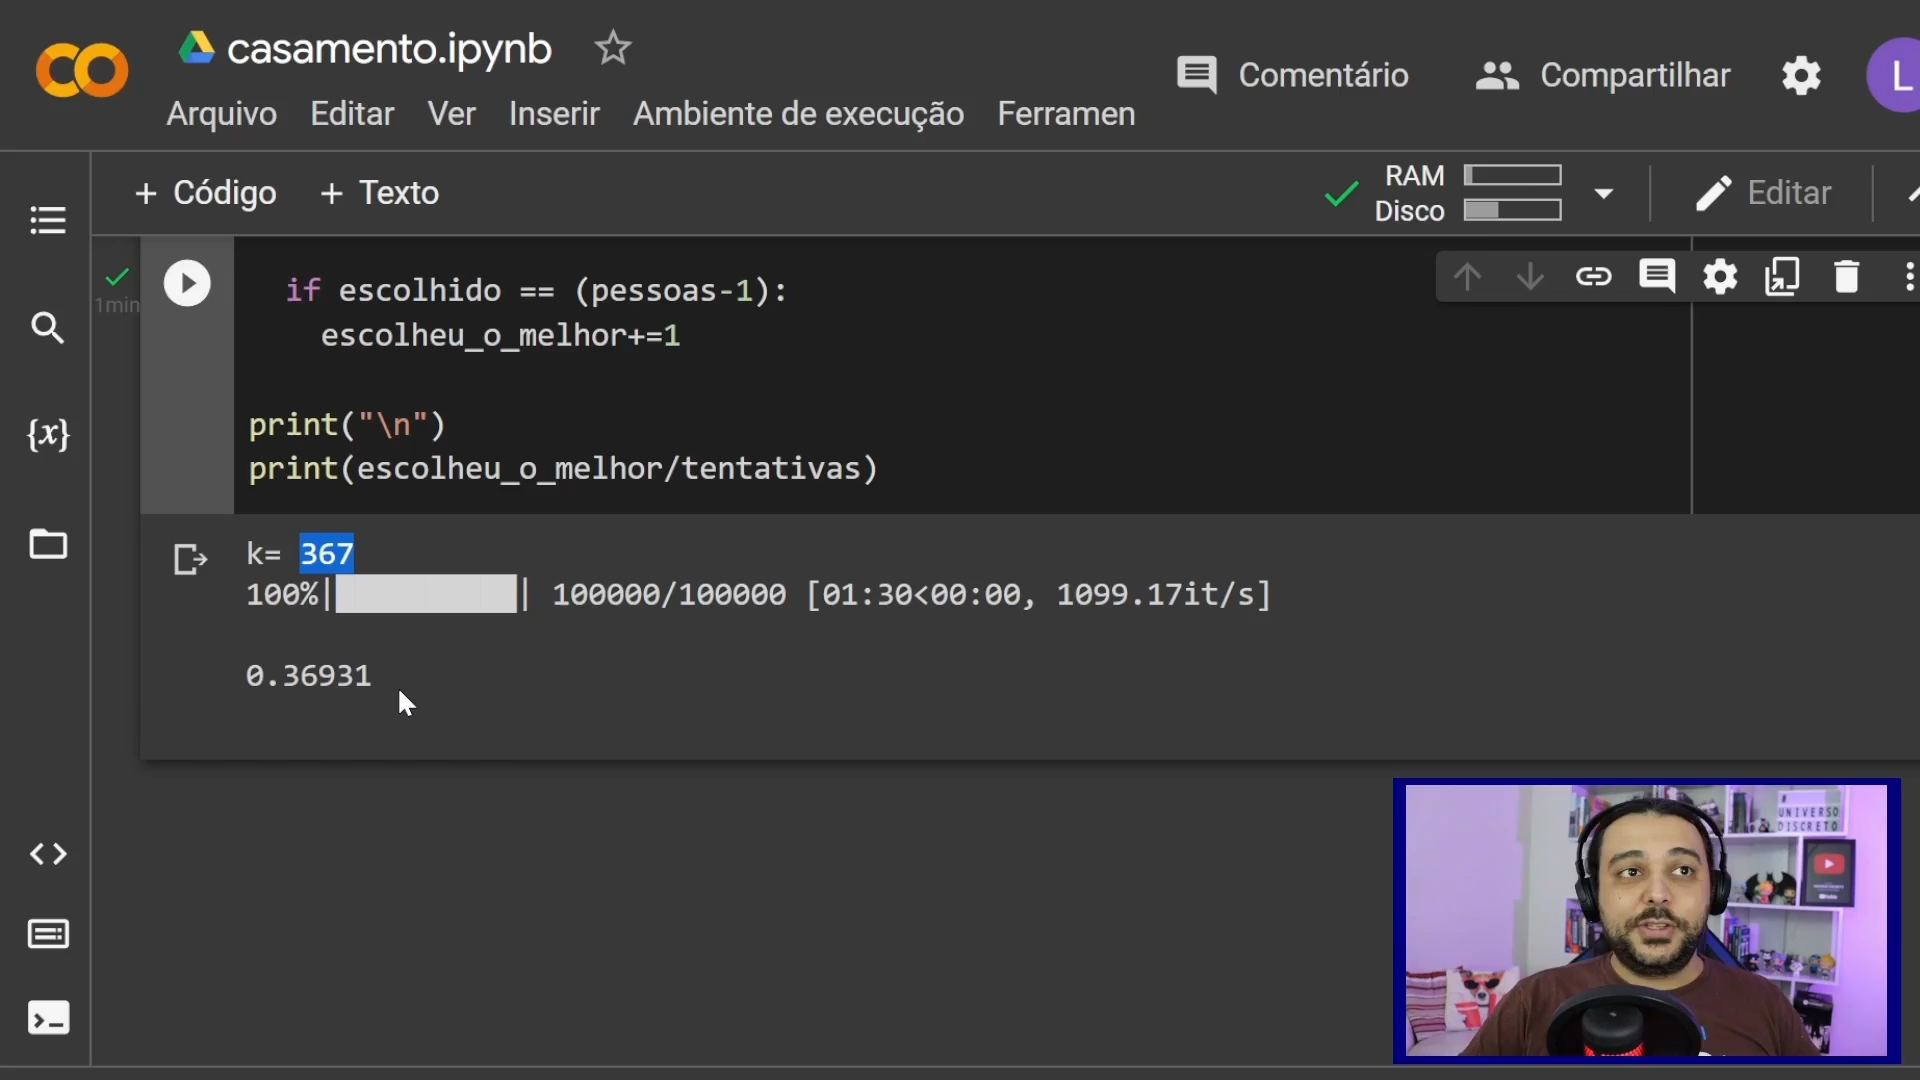 casamento.ipynb
Comentário
Compartilhar
L
Arquivo Editar Ver Inserir Ambiente de execução Ferramen
+ Código + Texto
RAM
Disco
Editar
1min
if escolhido == (pessoas-1):
escolheu_o_melhor+=1
print("\n")
print(escolheu_o_melhor/tentativas)
{x}
k= 367
100%| | 100000/100000 [01:30<00:00, 1099.17it/s]
0.36931
UNIVERSO
DISCRETO